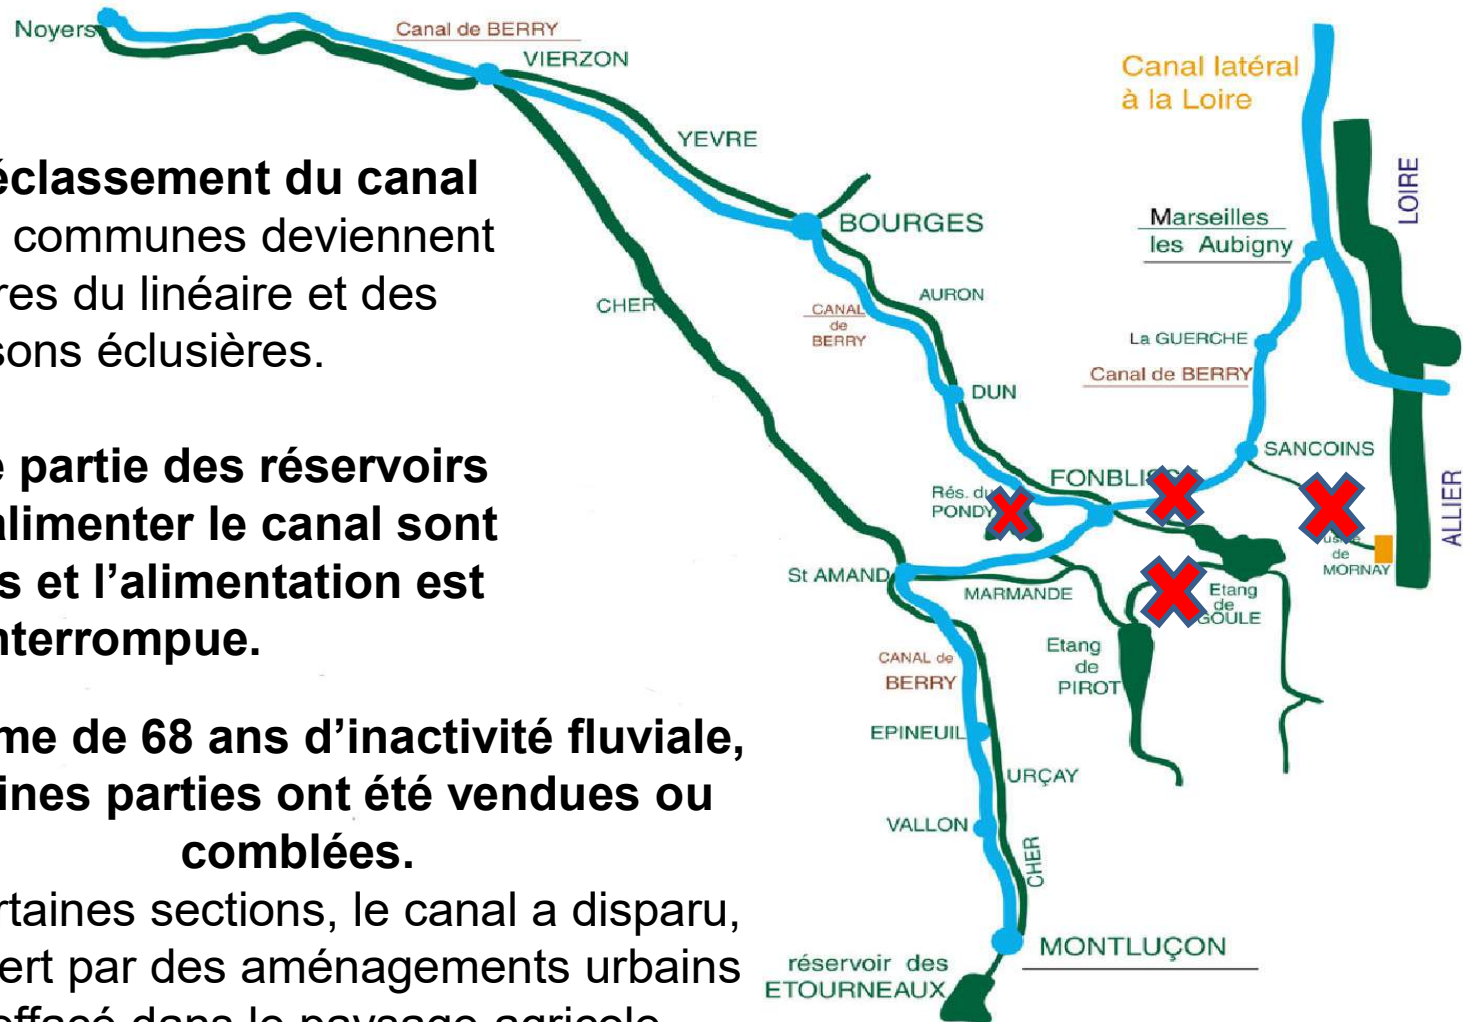 Noyers
Canal de BERRY
VIERZON
Canal latéral
à la Loire
YEVRE
LOIRE
éclassement du canal
communes deviennent
res du linéaire et des
sons éclusières.
BOURGES
Marseilles
les Aubigny
CHER
AURON
CANAL
de
BERRY
La GUERCHE
Canal de BERRY
DUN
e partie des réservoirs
alimenter le canal sont
s et l’alimentation est
nterrompue.
SANCOINS
Rés. du
PONDY
ALLIER
de
MORNAY
St AMAND
MARMANDE
Etang
de
GOULE
Etang
de
PIROT
CANAL de
BERRY
me de 68 ans d’inactivité fluviale,
ines parties ont été vendues ou
comblées.
EPINEUIL
URÇAY
VALLON
CHER
rtaines sections, le canal a disparu,
ert par des aménagements urbains
effacé dans le paysage agricole
MONTLUÇON
réservoir des
ETOURNEAUX